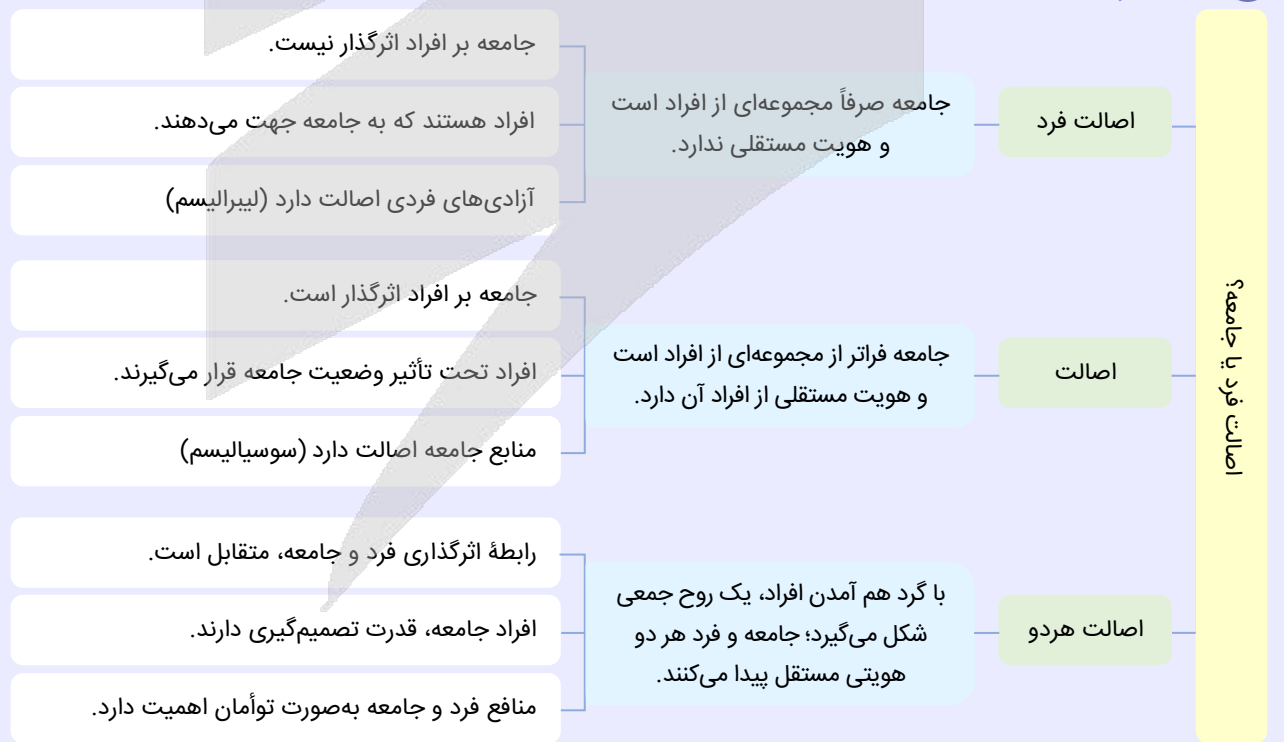 اصالت فرد یا جامعه؟
اصالت فرد
جامعه صرفاً مجموعه‌ای از افراد است
و هویت مستقلی ندارد.
جامعه بر افراد اثرگذار نیست.
افراد هستند که به جامعه جهت می‌دهند.
آزادی‌های فردی اصالت دارد (لیبرالیسم)
اصالت
جامعه فراتر از مجموعه‌ای از افراد است
و هویت مستقلی از افراد آن دارد.
جامعه بر افراد اثرگذار است.
افراد تحت تأثیر وضعیت جامعه قرار می‌گیرند.
منابع جامعه اصالت دارد (سوسیالیسم)
اصالت هردو
با گرد هم آمدن افراد، یک روح جمعی
شکل می‌گیرد؛ جامعه و فرد هر دو
هویتی مستقل پیدا می‌کنند.
رابطهٔ اثرگذاری فرد و جامعه، متقابل است.
افراد جامعه، قدرت تصمیم‌گیری دارند.
منافع فرد و جامعه به‌صورت توأمان اهمیت دارد.